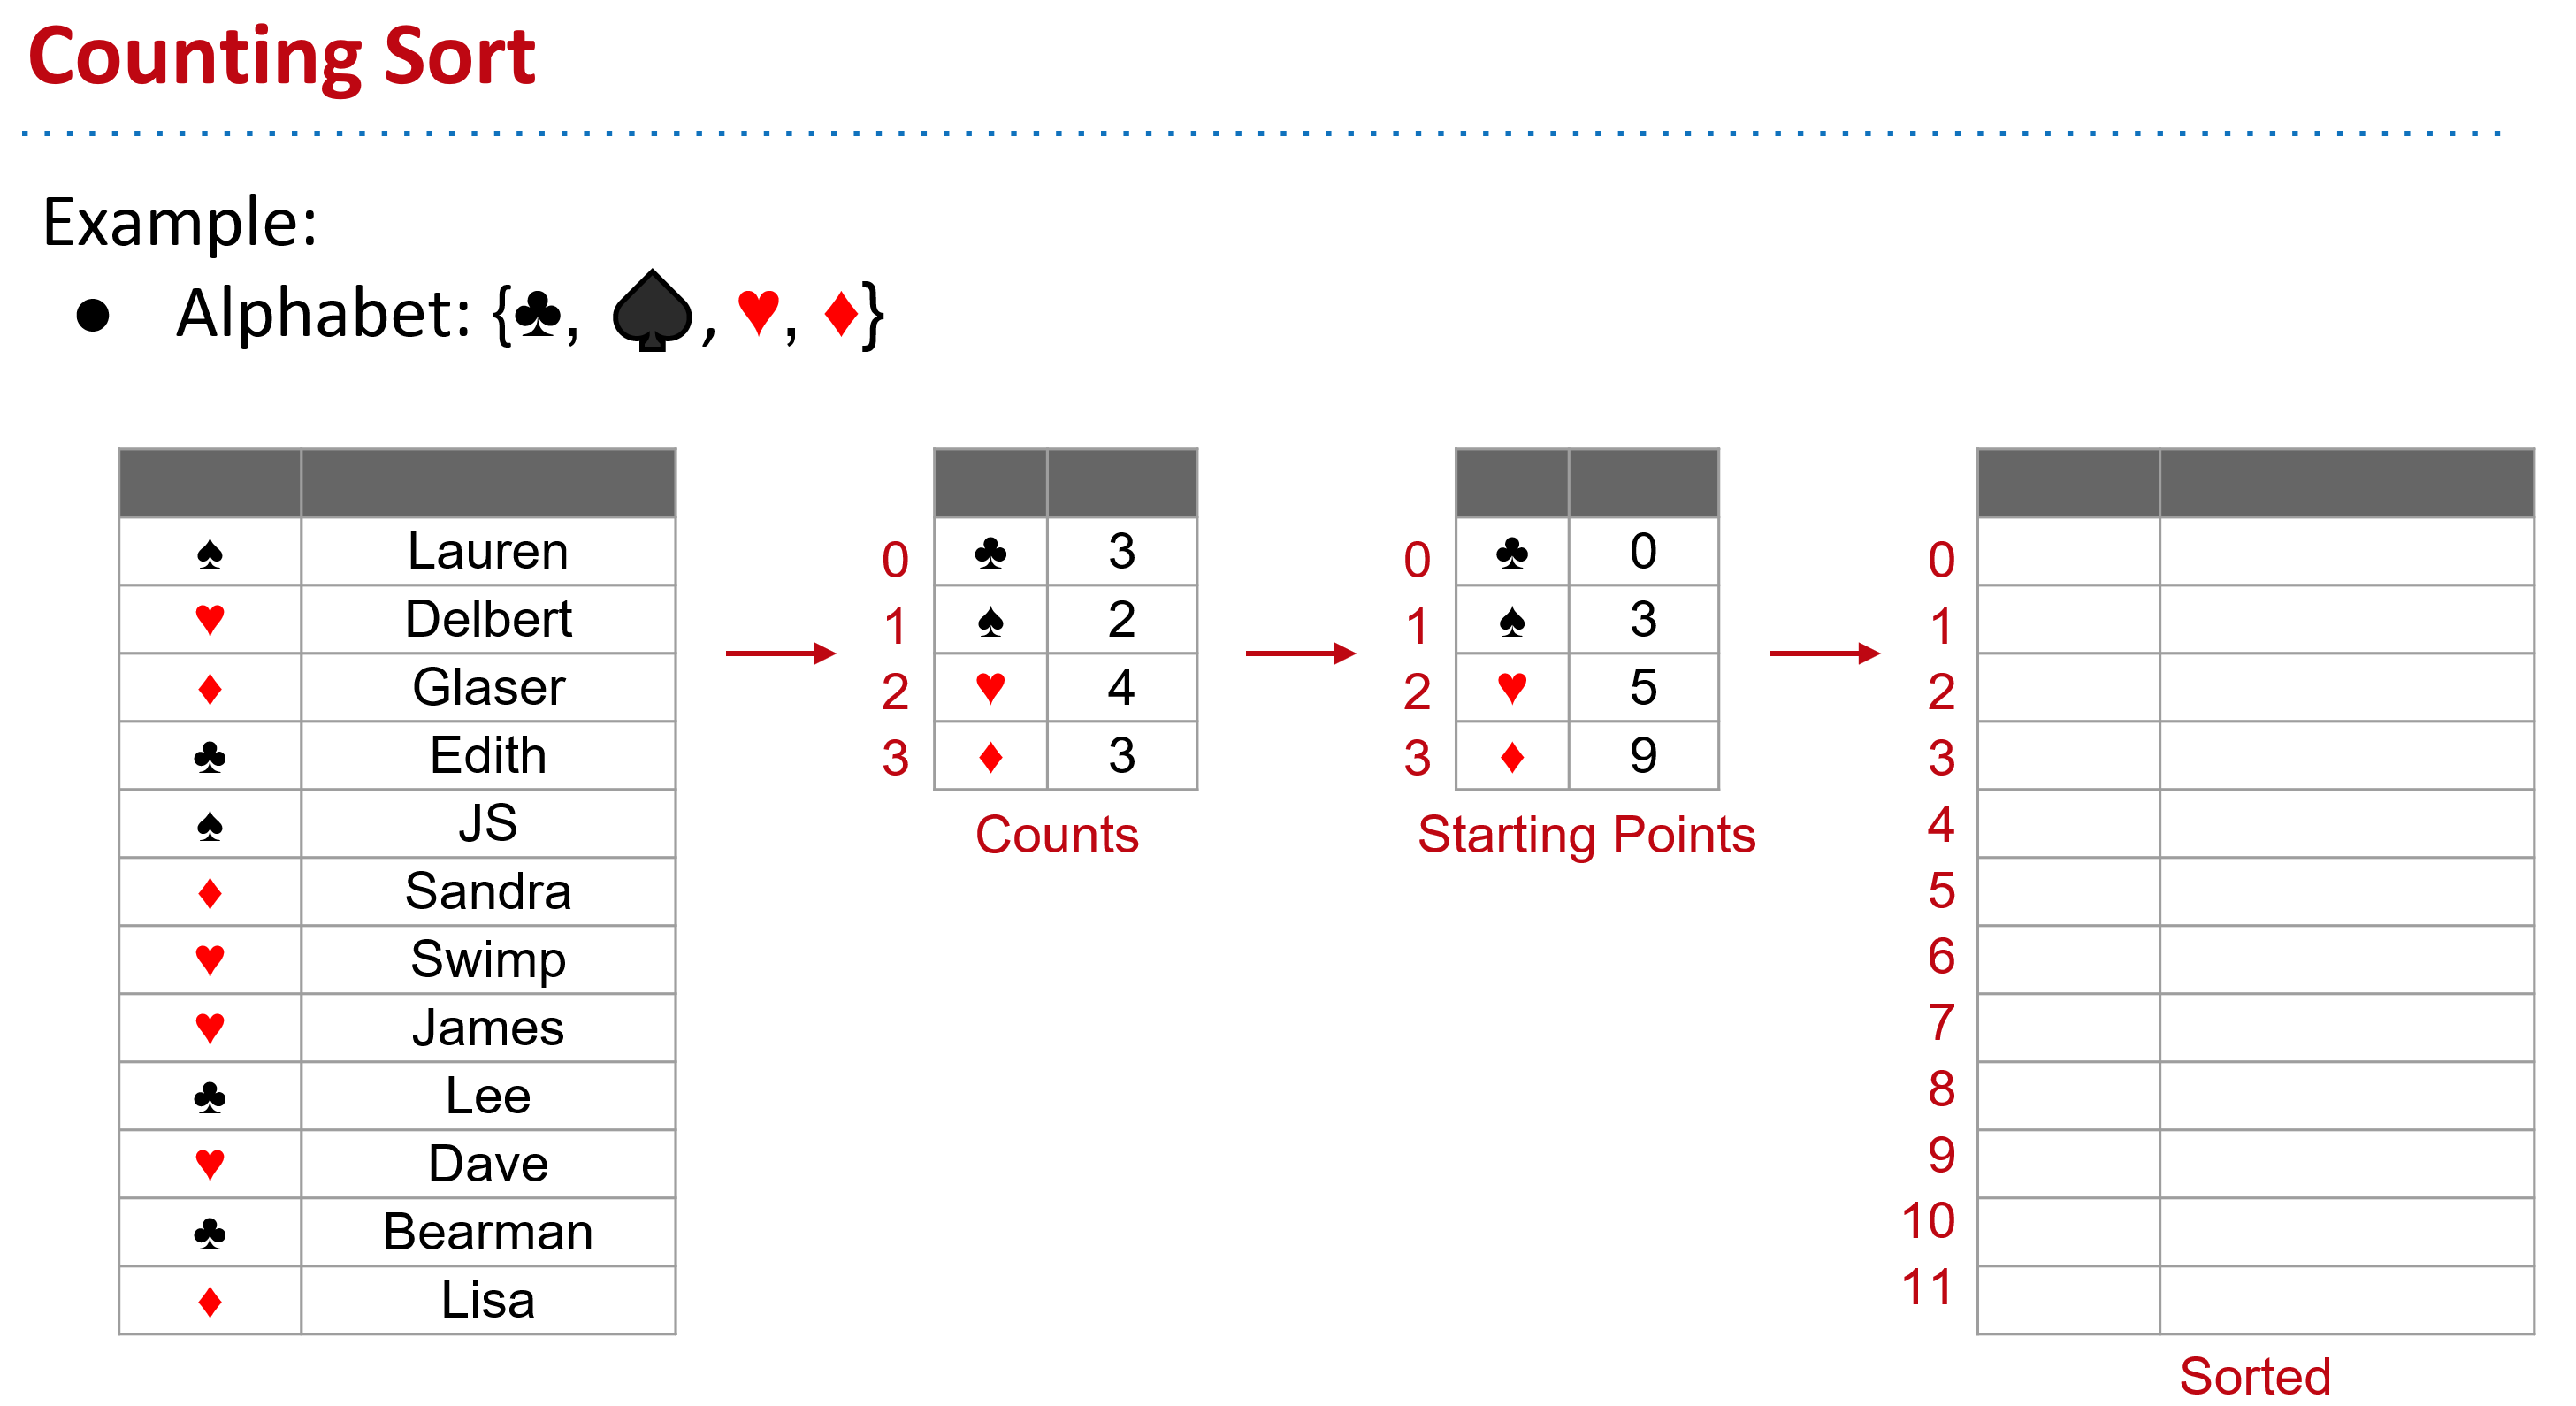 Counting Sort
Example:
● Alphabet: {♣, ♠, ♥, ♦}
♠ Lauren
♥ Delbert
♦ Glaser
♣ Edith
♠ JS
♦ Sandra
♥ Swimp
♥ James
♣ Lee
♥ Dave
♣ Bearman
♦ Lisa
0 ♣ 3
1 ♠ 2
2 ♥ 4
3 ♦ 3
Counts
0 ♣ 0
1 ♠ 3
2 ♥ 5
3 ♦ 9
Starting Points
0
1
2
3
4
5
6
7
8
9
10
11
Sorted